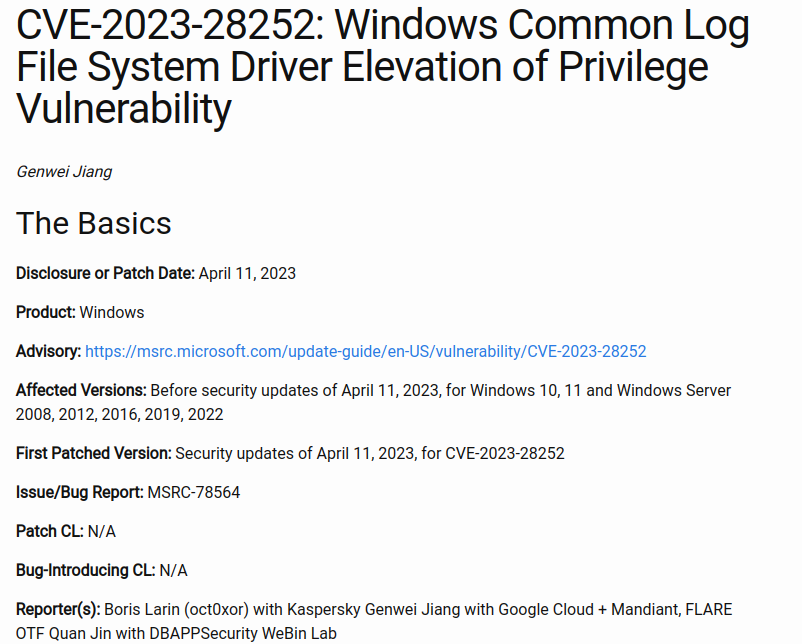 CVE-2023-28252: Windows Common Log
File System Driver Elevation of Privilege
Vulnerability
Genwei Jiang
The Basics
Disclosure or Patch Date: April 11, 2023
Product: Windows
Advisory: https://msrc.microsoft.com/update-guide/en-US/vulnerability/CVE-2023-28252
Affected Versions: Before security updates of April 11, 2023, for Windows 10, 11 and Windows Server
2008, 2012, 2016, 2019, 2022
First Patched Version: Security updates of April 11, 2023, for CVE-2023-28252
Issue/Bug Report: MSRC-78564
Patch CL: N/A
Bug-Introducing CL: N/A
Reporter(s): Boris Larin (oct0xor) with Kaspersky Genwei Jiang with Google Cloud + Mandiant, FLARE
OTF Quan Jin with DBAPPSecurity WeBin Lab